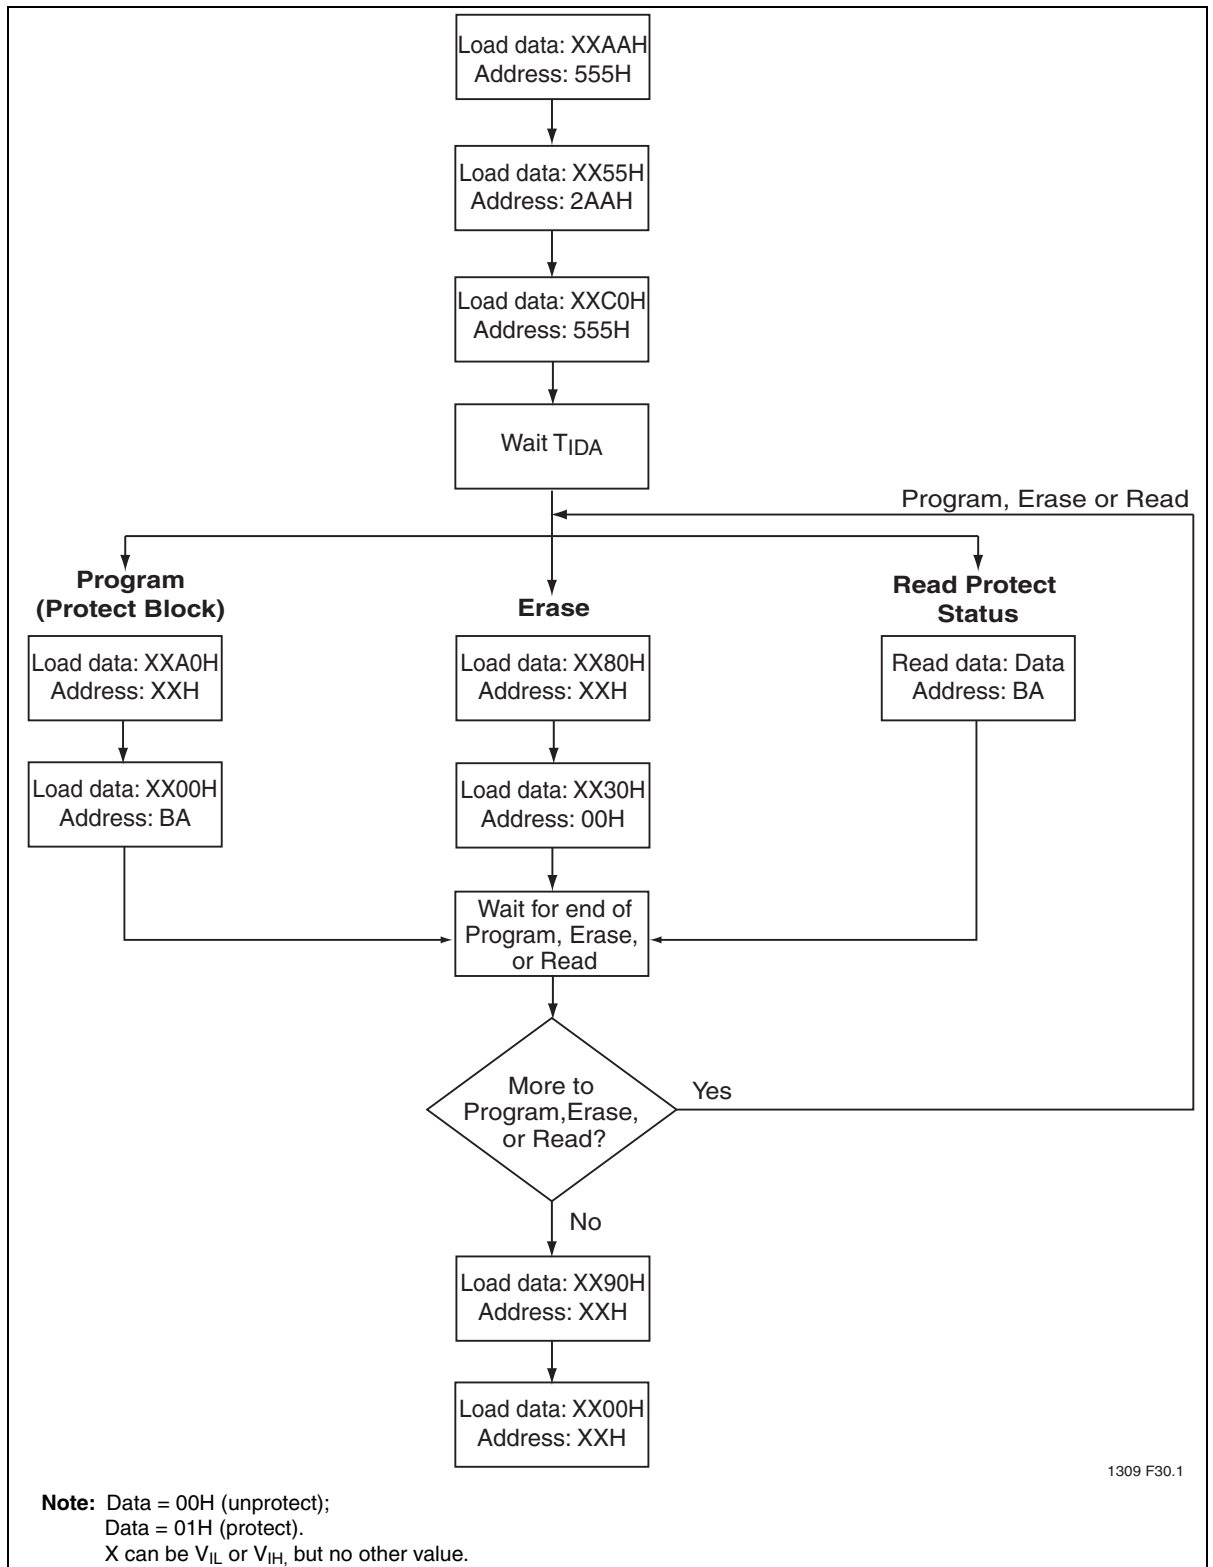 Load data: XXAAH
Address: 555H
Load data: XX55H
Address: 2AAH
Load data: XXC0H
Address: 555H
Wait TIDA
Program, Erase or Read
Program
(Protect Block)
Load data: XXA0H
Address: XXH
Load data: XX00H
Address: BA
Erase
Load data: XX80H
Address: XXH
Load data: XX30H
Address: 00H
Read Protect
Status
Read data: Data
Address: BA
Wait for end of
Program, Erase,
or Read
More to
Program,Erase,
or Read?
Yes
No
Load data: XX90H
Address: XXH
Load data: XX00H
Address: XXH
1309 F30.1
Note: Data = 00H (unprotect);
Data = 01H (protect).
X can be VIL or VIH, but no other value.